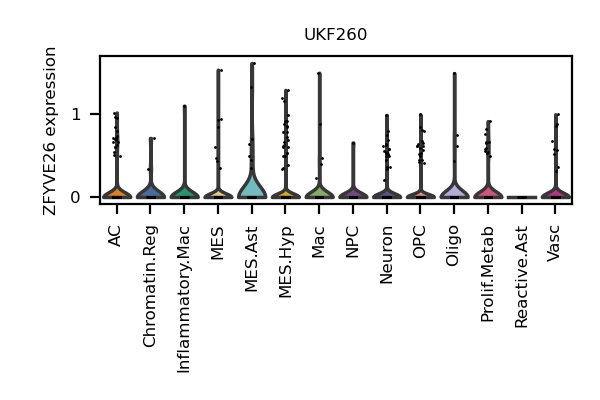 UKF260
ZFYVE26 expression
1
0
AC
Chromatin.Reg
Inflammatory.Mac
MES
MES.Ast
MES.Hyp
Mac
NPC
Neuron
OPC
Oligo
Prolif.Metab
Reactive.Ast
Vasc